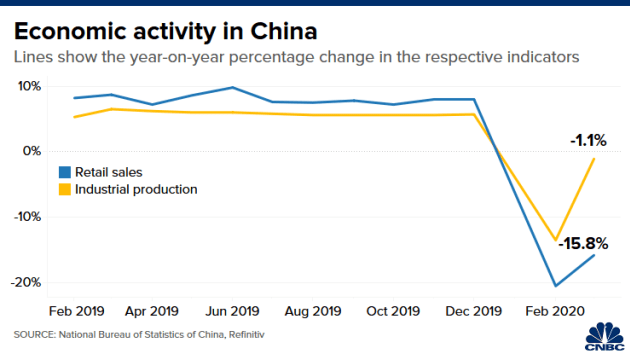 Economic activity in China
Lines show the year-on-year percentage change in the respective indicators
10%
0%
-10%
-20%
Retail sales
Industrial production
-1.1%
-15.8%
Feb 2019 Apr 2019 Jun 2019 Aug 2019 Oct 2019 Dec 2019 Feb 2020
SOURCE: National Bureau of Statistics of China, Refinitiv
CNBC